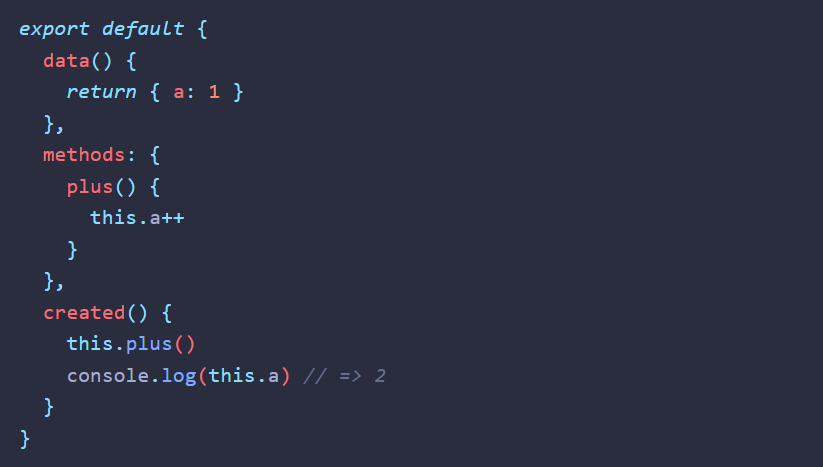 export default {
  data() {
    return { a: 1 }
  },
  methods: {
    plus() {
      this.a++
    }
  },
  created() {
    this.plus()
    console.log(this.a) // => 2
  }
}